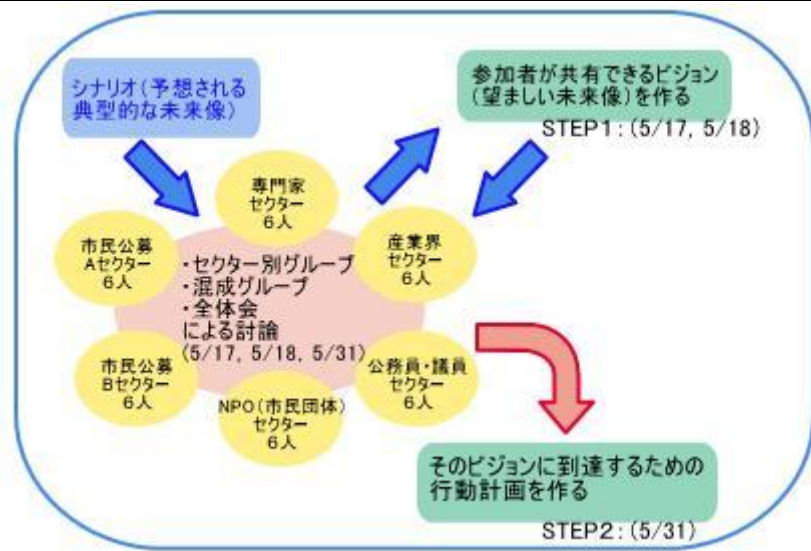 シナリオ(予想される
典型的な未来像)
参加者が共有できるビジョン
(望ましい未来像)を作る
STEP1:(5/17, 5/18)
専門家
セクター
6人
市民公募
Aセクター
6人
産業界
セクター
6人
・セクター別グループ
・混成グループ
・全体会
による討論
(5/17, 5/18, 5/31)
市民公募
Bセクター
6人
公務員・議員
セクター
6人
NPO(市民団体)
セクター
6人
そのビジョンに到達するための
行動計画を作る
STEP2:(5/31)